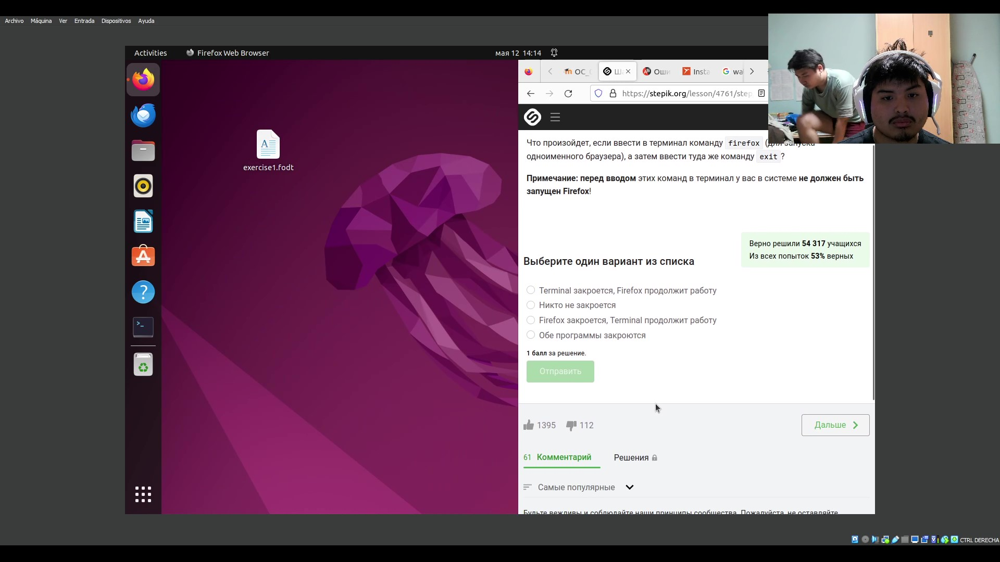 Archivo Máquina Ver Entrada Dispositivos Ayuda
Activities Firefox Web Browser мая 12 14:14
exercise1.fodt
ОС_ Ша Оши Insta wa
https://stepik.org/lesson/4761/step
Что произойдет, если ввести в терминал команду firefox (для запуска
одноименного браузера), а затем ввести туда же команду exit ?
Примечание: перед вводом этих команд в терминал у вас в системе не должен быть
запущен Firefox!
Верно решили 54 317 учащихся
Из всех попыток 53% верных
Выберите один вариант из списка
Terminal закроется, Firefox продолжит работу
Никто не закроется
Firefox закроется, Terminal продолжит работу
Обе программы закроются
1 балл за решение.
Отправить
1395 112
Дальше
61 Комментарий Решения
Самые популярные
Будьте вежливы и соблюдайте наши принципы сообщества. Пожалуйста, не оставляйте
CTRL DERECHA